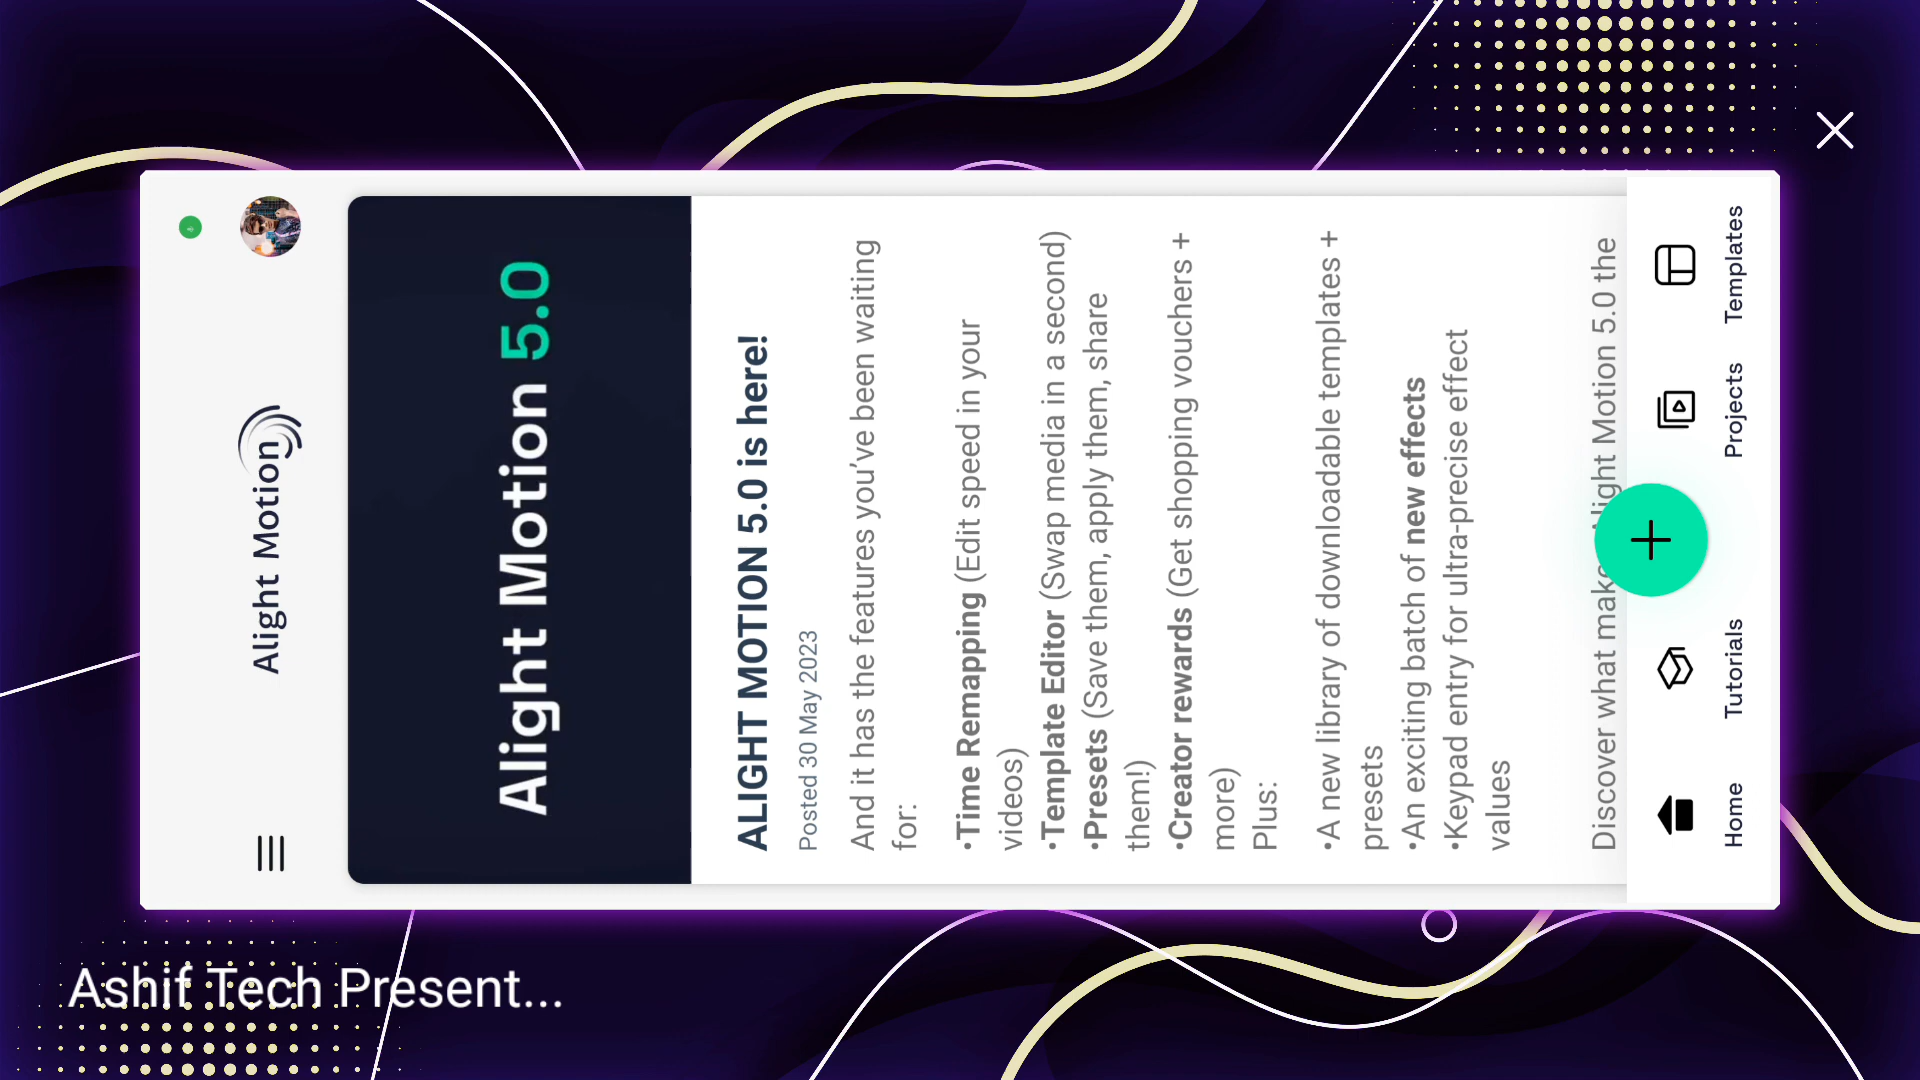 Alight Motion
Alight Motion 5.0
ALIGHT MOTION 5.0 is here!
Posted 30 May 2023
And it has the features you've been waiting
for:
•Time Remapping (Edit speed in your
videos)
•Template Editor (Swap media in a second)
•Presets (Save them, apply them, share
them!)
•Creator rewards (Get shopping vouchers +
more)
Plus:
•A new library of downloadable templates +
presets
•An exciting batch of new effects
•Keypad entry for ultra-precise effect
values
Discover what makes Alight Motion 5.0 the
Home
Tutorials
Projects
Templates
Ashif Tech Present...